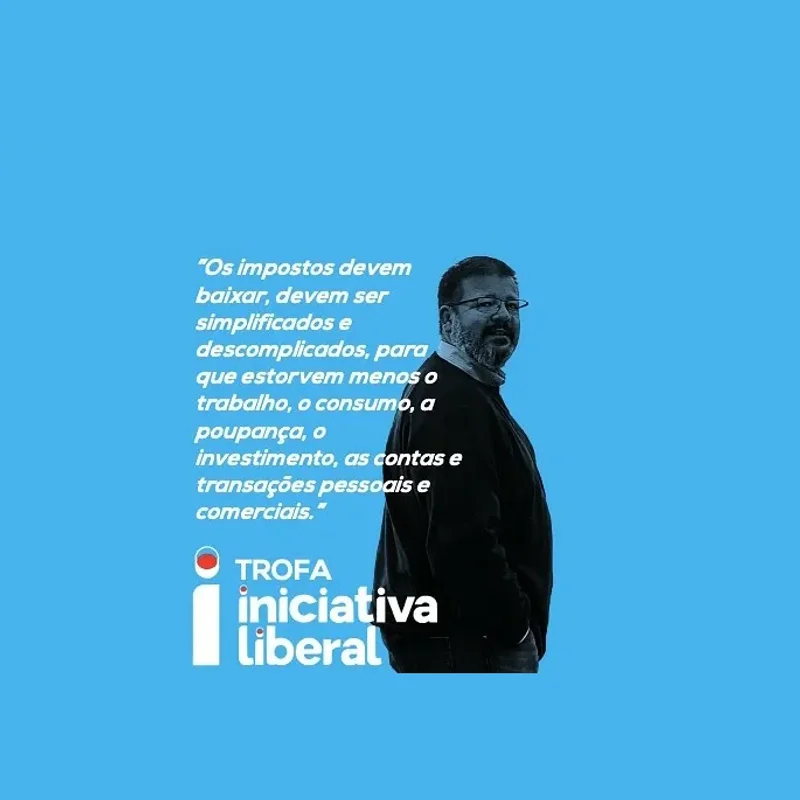 "Os impostos devem
baixar, devem ser
simplificados e
descomplicados, para
que estorvem menos o
trabalho, o consumo, a
poupança, o
investimento, as contas e
transações pessoais e
comerciais."
TROFA
iniciativa
liberal